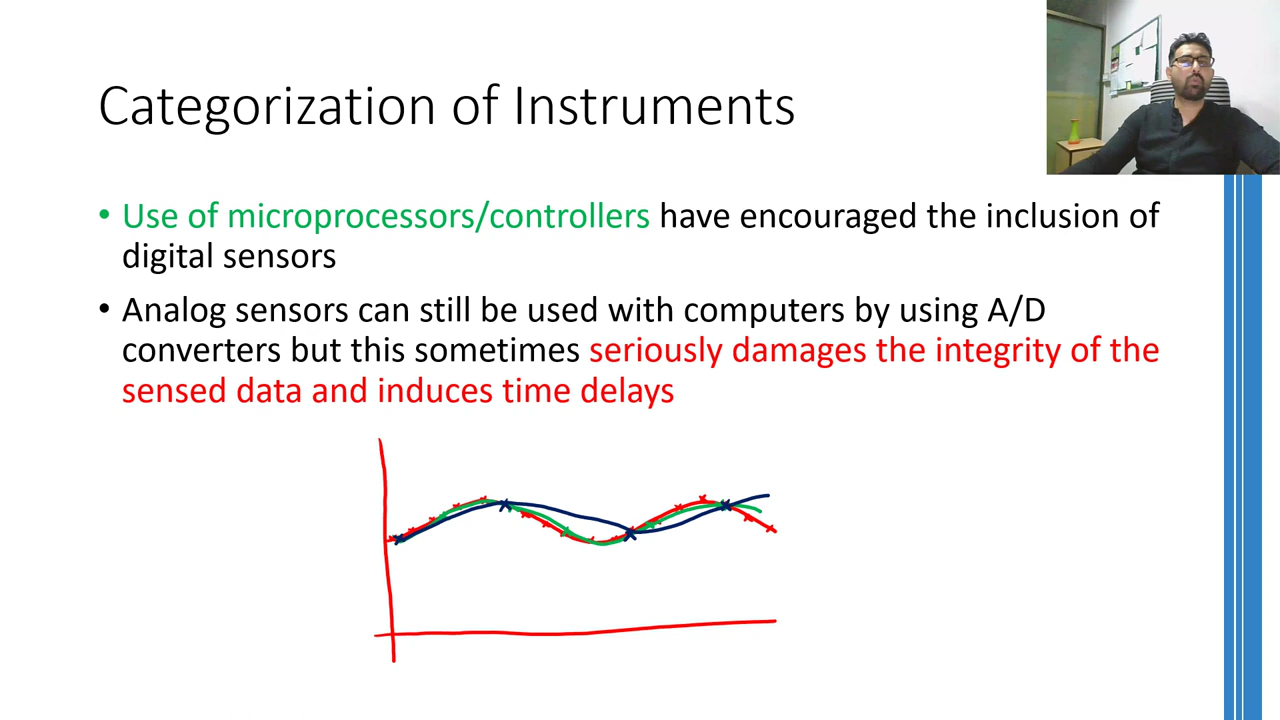 Categorization of Instruments
• Use of microprocessors/controllers have encouraged the inclusion of
digital sensors
• Analog sensors can still be used with computers by using A/D
converters but this sometimes seriously damages the integrity of the
sensed data and induces time delays